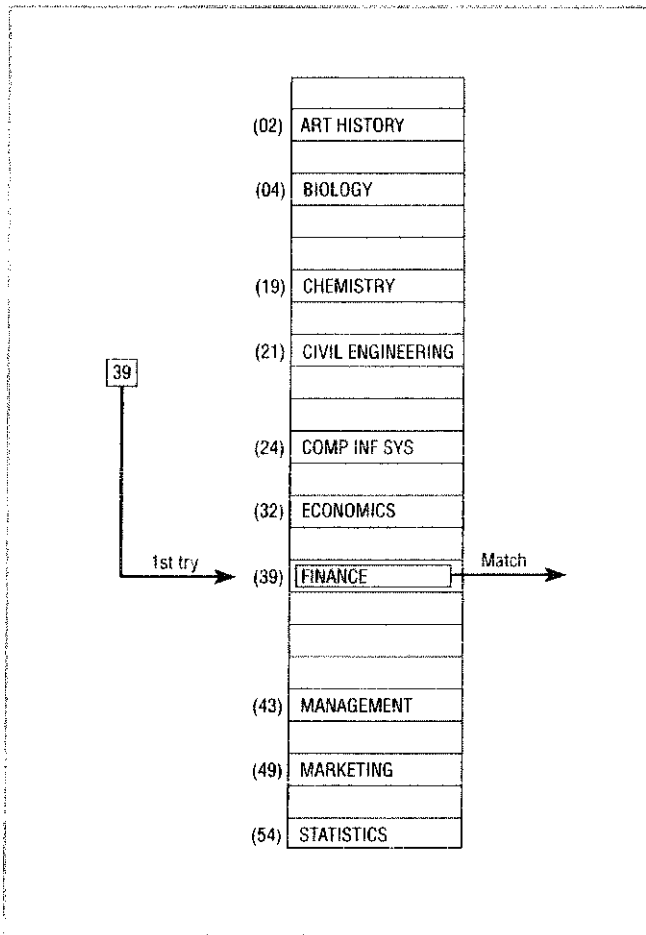 (02) ART HISTORY
(04) BIOLOGY
(19) CHEMISTRY
(21) CIVIL ENGINEERING
39
(24) COMP INF SYS
(32) ECONOMICS
1st try (39) FINANCE Match
(43) MANAGEMENT
(49) MARKETING
(54) STATISTICS